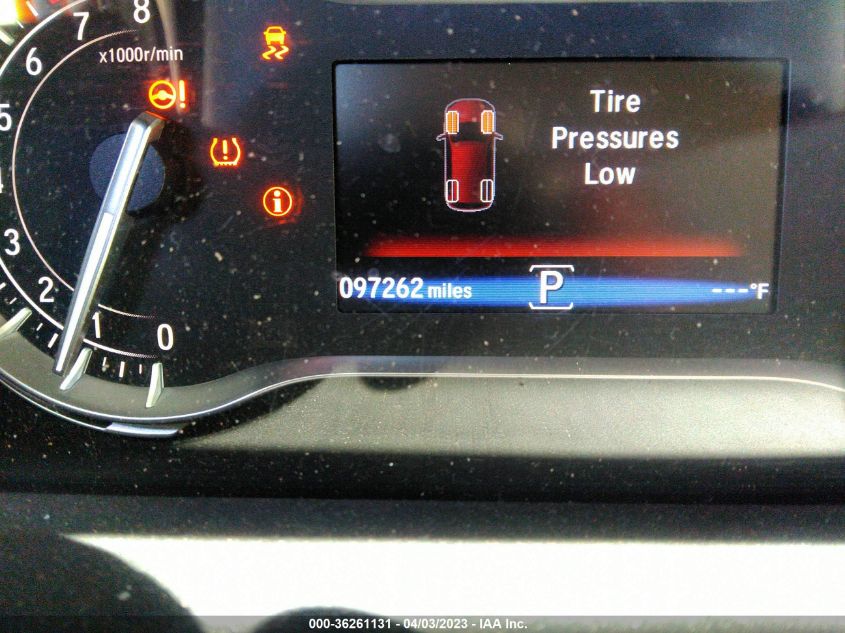 8
7
x1000r/min
6
5
4
3
2
1
0
Tire
Pressures
Low
097262 miles P ---°F
000-36261131 - 04/03/2023 - IAA Inc.